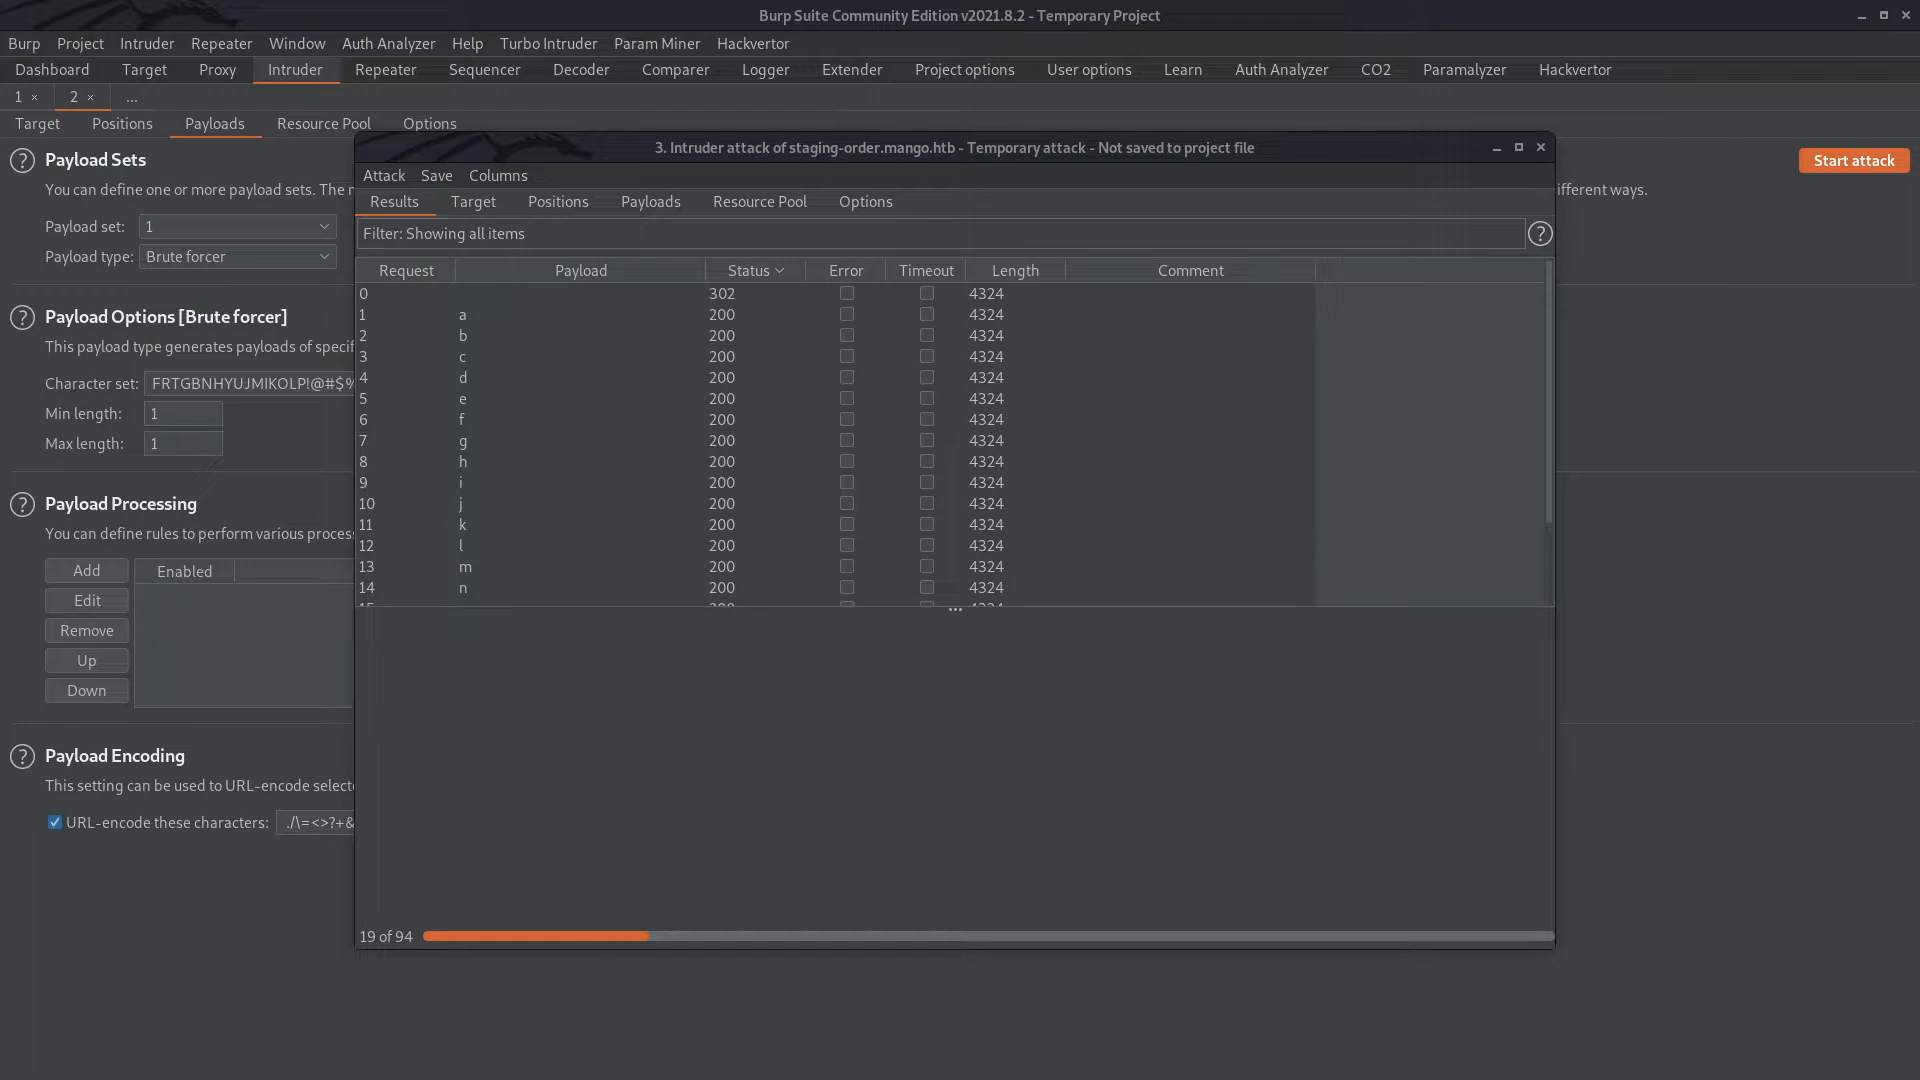 Burp Suite Community Edition v2021.8.2 - Temporary Project
Burp Project Intruder Repeater Window Auth Analyzer Help Turbo Intruder Param Miner Hackvertor
Dashboard Target Proxy Intruder Repeater Sequencer Decoder Comparer Logger Extender Project options User options Learn Auth Analyzer CO2 Paramalyzer Hackvertor
1 × 2 × ...
Target Positions Payloads Resource Pool Options
? Payload Sets
Start attack
You can define one or more payload sets. The
ifferent ways.
Payload set: 1
Payload type: Brute forcer
? Payload Options [Brute forcer]
This payload type generates payloads of specif
Character set: FRTGBNHYUJMIKOLP!@#$%
Min length: 1
Max length: 1
? Payload Processing
You can define rules to perform various proces
Add Enabled
Edit
Remove
Up
Down
? Payload Encoding
This setting can be used to URL-encode select
URL-encode these characters: ./\=<>?+&
3. Intruder attack of staging-order.mango.htb - Temporary attack - Not saved to project file
Attack Save Columns
Results Target Positions Payloads Resource Pool Options
Filter: Showing all items ?
Request Payload Status Error Timeout Length Comment
0 302 4324
1 a 200 4324
2 b 200 4324
3 c 200 4324
4 d 200 4324
5 e 200 4324
6 f 200 4324
7 g 200 4324
8 h 200 4324
9 i 200 4324
10 j 200 4324
11 k 200 4324
12 l 200 4324
13 m 200 4324
14 n 200 4324
15 200 4324
19 of 94